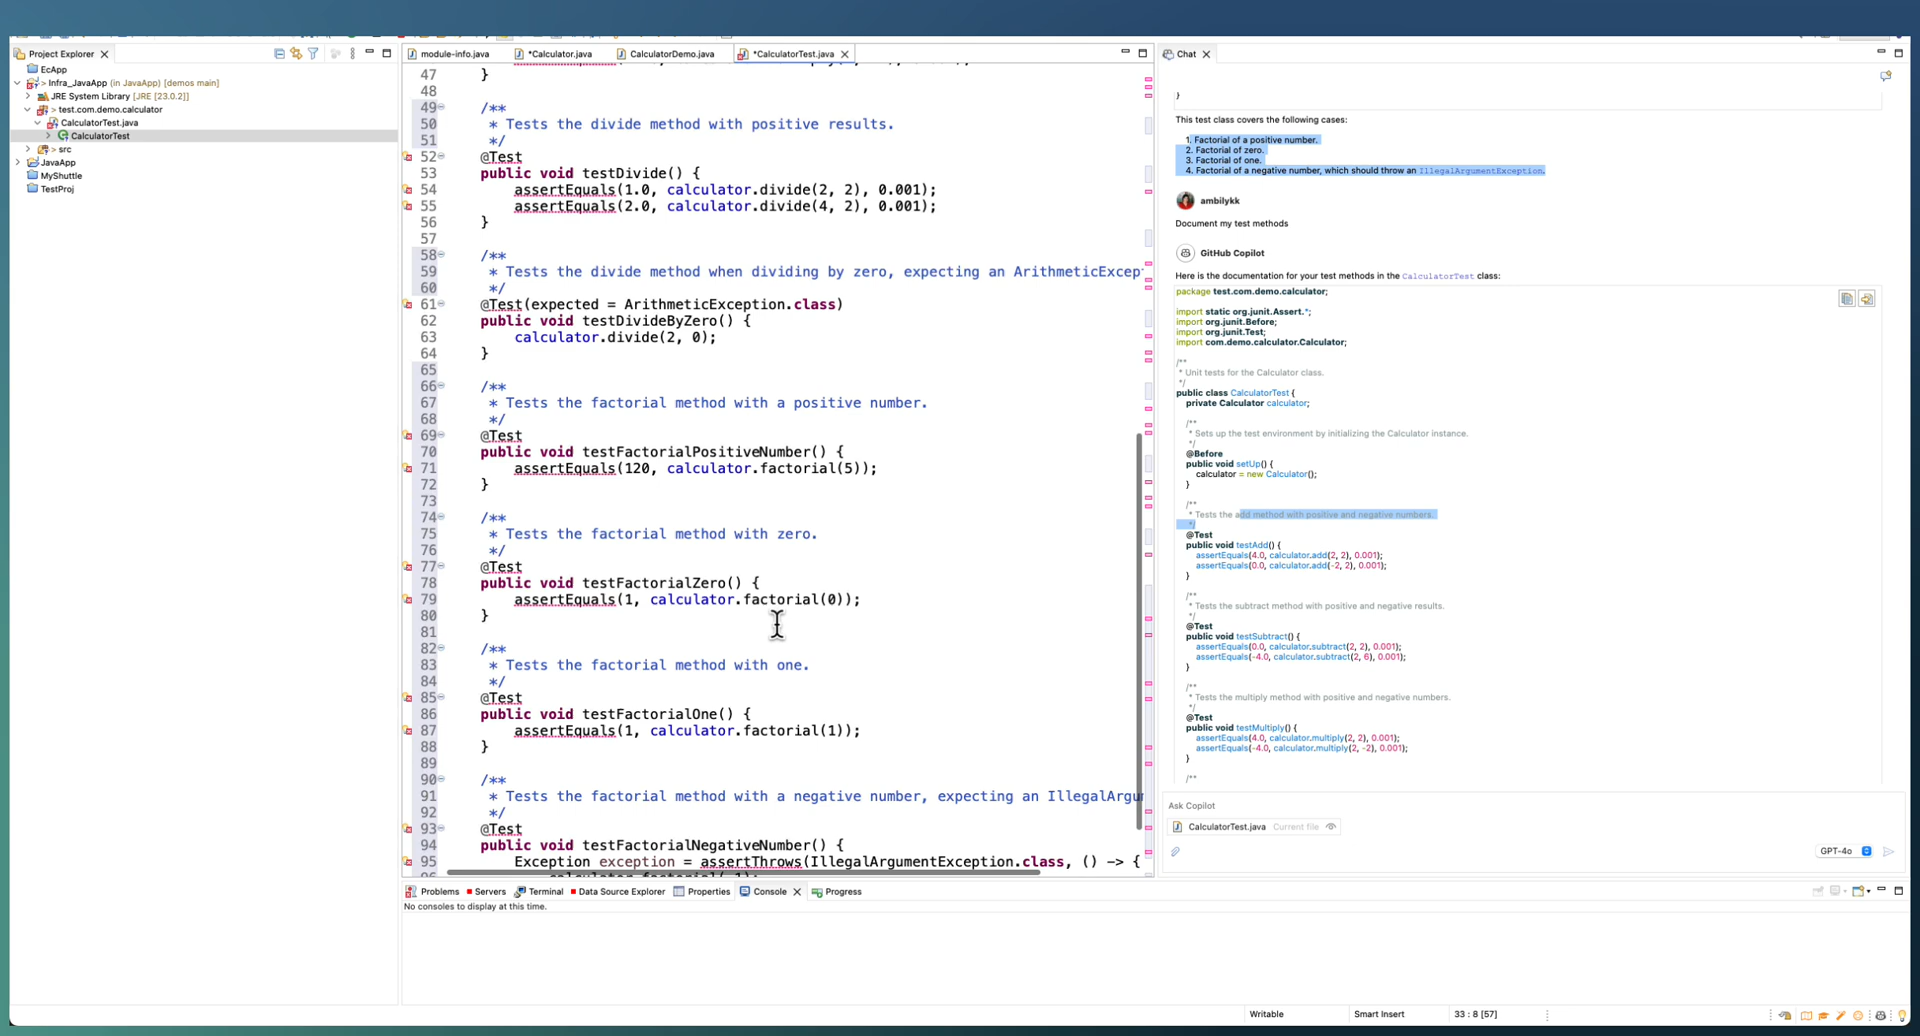 Project Explorer
EcApp
> Infra_JavaApp (in JavaApp) [demos main]
JRE System Library [JRE [23.0.2]]
> test.com.demo.calculator
> CalculatorTest.java
CalculatorTest
> src
JavaApp
MyShuttle
TestProj
module-info.java
*Calculator.java
CalculatorDemo.java
*CalculatorTest.java
47 }
48
49 /**
50 * Tests the divide method with positive results.
51 */
52 @Test
53 public void testDivide() {
54 assertEquals(1.0, calculator.divide(2, 2), 0.001);
55 assertEquals(2.0, calculator.divide(4, 2), 0.001);
56 }
57
58 /**
59 * Tests the divide method when dividing by zero, expecting an ArithmeticExcep
60 */
61 @Test(expected = ArithmeticException.class)
62 public void testDivideByZero() {
63 calculator.divide(2, 0);
64 }
65
66 /**
67 * Tests the factorial method with a positive number.
68 */
69 @Test
70 public void testFactorialPositiveNumber() {
71 assertEquals(120, calculator.factorial(5));
72 }
73
74 /**
75 * Tests the factorial method with zero.
76 */
77 @Test
78 public void testFactorialZero() {
79 assertEquals(1, calculator.factorial(0));
80 }
81
82 /**
83 * Tests the factorial method with one.
84 */
85 @Test
86 public void testFactorialOne() {
87 assertEquals(1, calculator.factorial(1));
88 }
89
90 /**
91 * Tests the factorial method with a negative number, expecting an IllegalArgu
92 */
93 @Test
94 public void testFactorialNegativeNumber() {
95 Exception exception = assertThrows(IllegalArgumentException.class, () -> {
Chat
}
This test class covers the following cases:
1. Factorial of a positive number.
2. Factorial of zero.
3. Factorial of one.
4. Factorial of a negative number, which should throw an IllegalArgumentException.
ambilykk
Document my test methods
GitHub Copilot
Here is the documentation for your test methods in the CalculatorTest class:
package test.com.demo.calculator;
import static org.junit.Assert.*;
import org.junit.Before;
import org.junit.Test;
import com.demo.calculator.Calculator;
/**
* Unit tests for the Calculator class.
*/
public class CalculatorTest {
private Calculator calculator;
/**
* Sets up the test environment by initializing the Calculator instance.
*/
@Before
public void setUp() {
calculator = new Calculator();
}
/**
* Tests the add method with positive and negative numbers.
*/
@Test
public void testAdd() {
assertEquals(4.0, calculator.add(2, 2), 0.001);
assertEquals(0.0, calculator.add(-2, 2), 0.001);
}
/**
* Tests the subtract method with positive and negative results.
*/
@Test
public void testSubtract() {
assertEquals(0.0, calculator.subtract(2, 2), 0.001);
assertEquals(-4.0, calculator.subtract(2, 6), 0.001);
}
/**
* Tests the multiply method with positive and negative numbers.
*/
@Test
public void testMultiply() {
assertEquals(4.0, calculator.multiply(2, 2), 0.001);
assertEquals(-4.0, calculator.multiply(2, -2), 0.001);
}
/**
Ask Copilot
CalculatorTest.java Current file
GPT-4o
Problems
Servers
Terminal
Data Source Explorer
Properties
Console
Progress
No consoles to display at this time.
Writable
Smart Insert
33 : 8 [57]